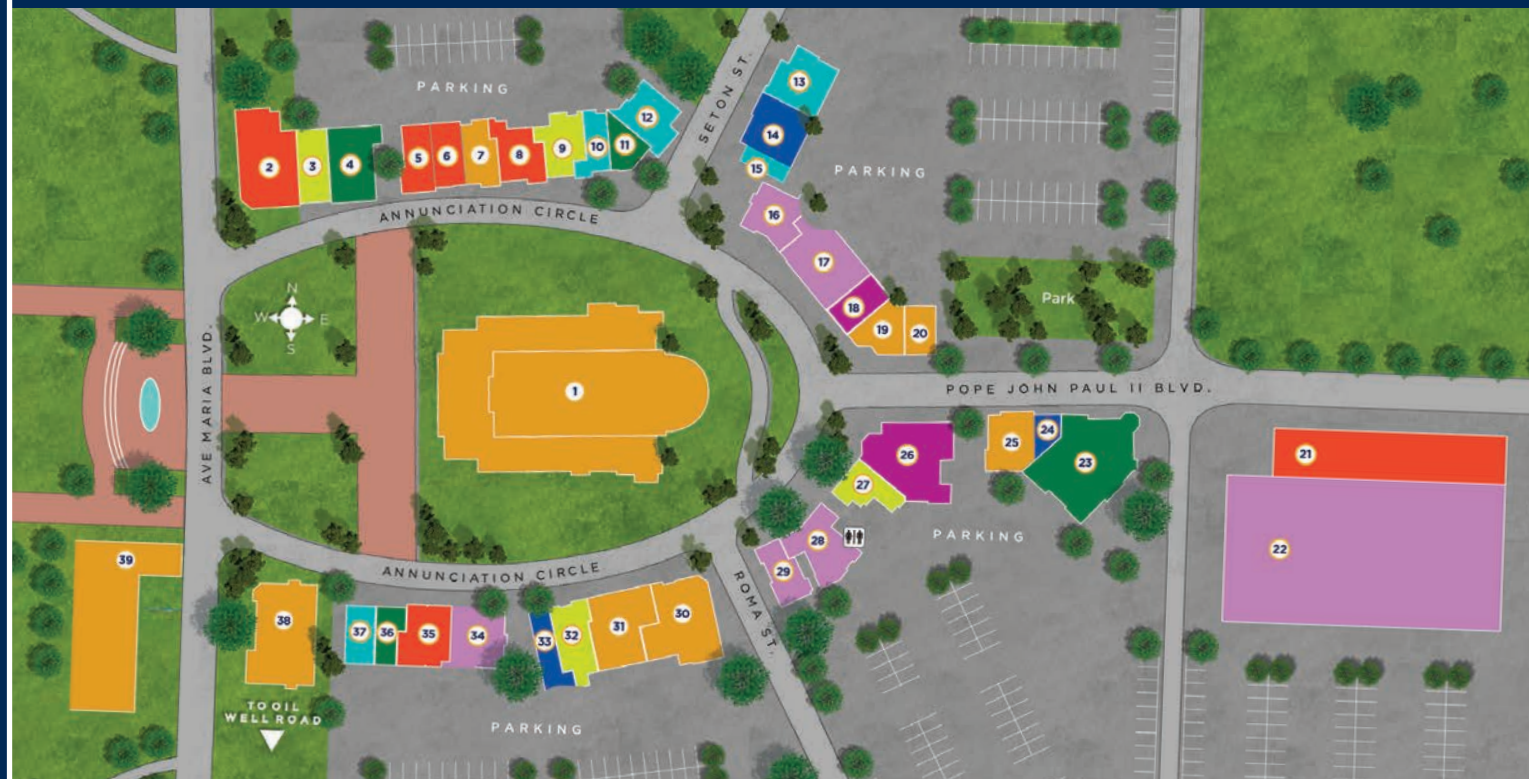 PARKING
SETON ST.
13
12
14
2
3
4
5
6
7
8
9
10
11
15
PARKING
ANNUNCIATION CIRCLE
16
17
N
W E
S
18
19
20
Park
AVE MARIA BLVD.
1
POPE JOHN PAUL II BLVD.
25
24
23
26
27
21
22
28
29
PARKING
39
ANNUNCIATION CIRCLE
ROMA ST.
38
37
36
35
34
33
32
31
30
TO OIL
WELL ROAD
PARKING